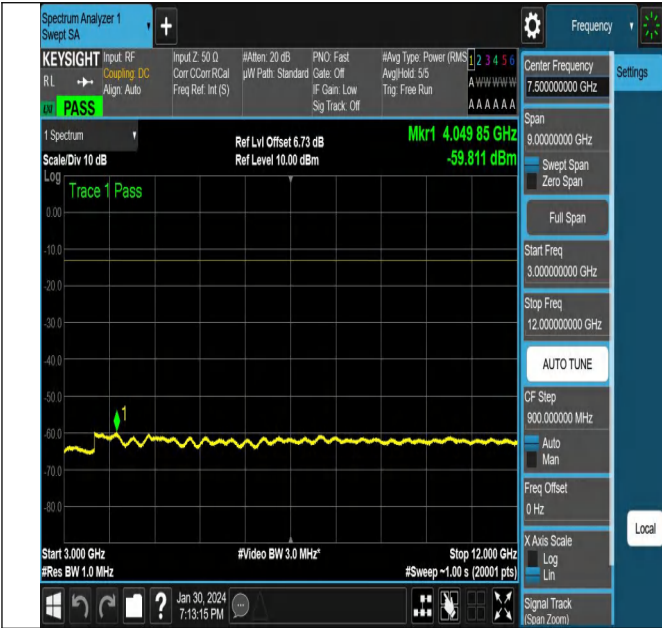 Spectrum Analyzer 1
Swept SA
+
Frequency
KEYSIGHT
RL
PASS
Input: RF
Coupling: DC
Align: Auto
Input Z: 50 Ω
Corr CCorr RCal
Freq Ref: Int (S)
#Atten: 20 dB
µW Path: Standard
PNO: Fast
Gate: Off
IF Gain: Low
Sig Track: Off
#Avg Type: Power (RMS
Avg|Hold: 5/5
Trig: Free Run
1 2 3 4 5 6
A W W W W W
A A A A A A
1 Spectrum
Scale/Div 10 dB
Ref Lvl Offset 6.73 dB
Ref Level 10.00 dBm
Mkr1 4.049 85 GHz
-59.811 dBm
Log
Trace 1 Pass
0.00
-10.0
-20.0
-30.0
-40.0
-50.0
-60.0
-70.0
-80.0
1
Start 3.000 GHz
#Res BW 1.0 MHz
#Video BW 3.0 MHz*
Stop 12.000 GHz
#Sweep ~1.00 s (20001 pts)
?
Jan 30, 2024
7:13:15 PM
Center Frequency
7.500000000 GHz
Settings
Span
9.00000000 GHz
Swept Span
Zero Span
Full Span
Start Freq
3.000000000 GHz
Stop Freq
12.000000000 GHz
AUTO TUNE
CF Step
900.000000 MHz
Auto
Man
Freq Offset
0 Hz
X Axis Scale
Log
Lin
Local
Signal Track
(Span Zoom)